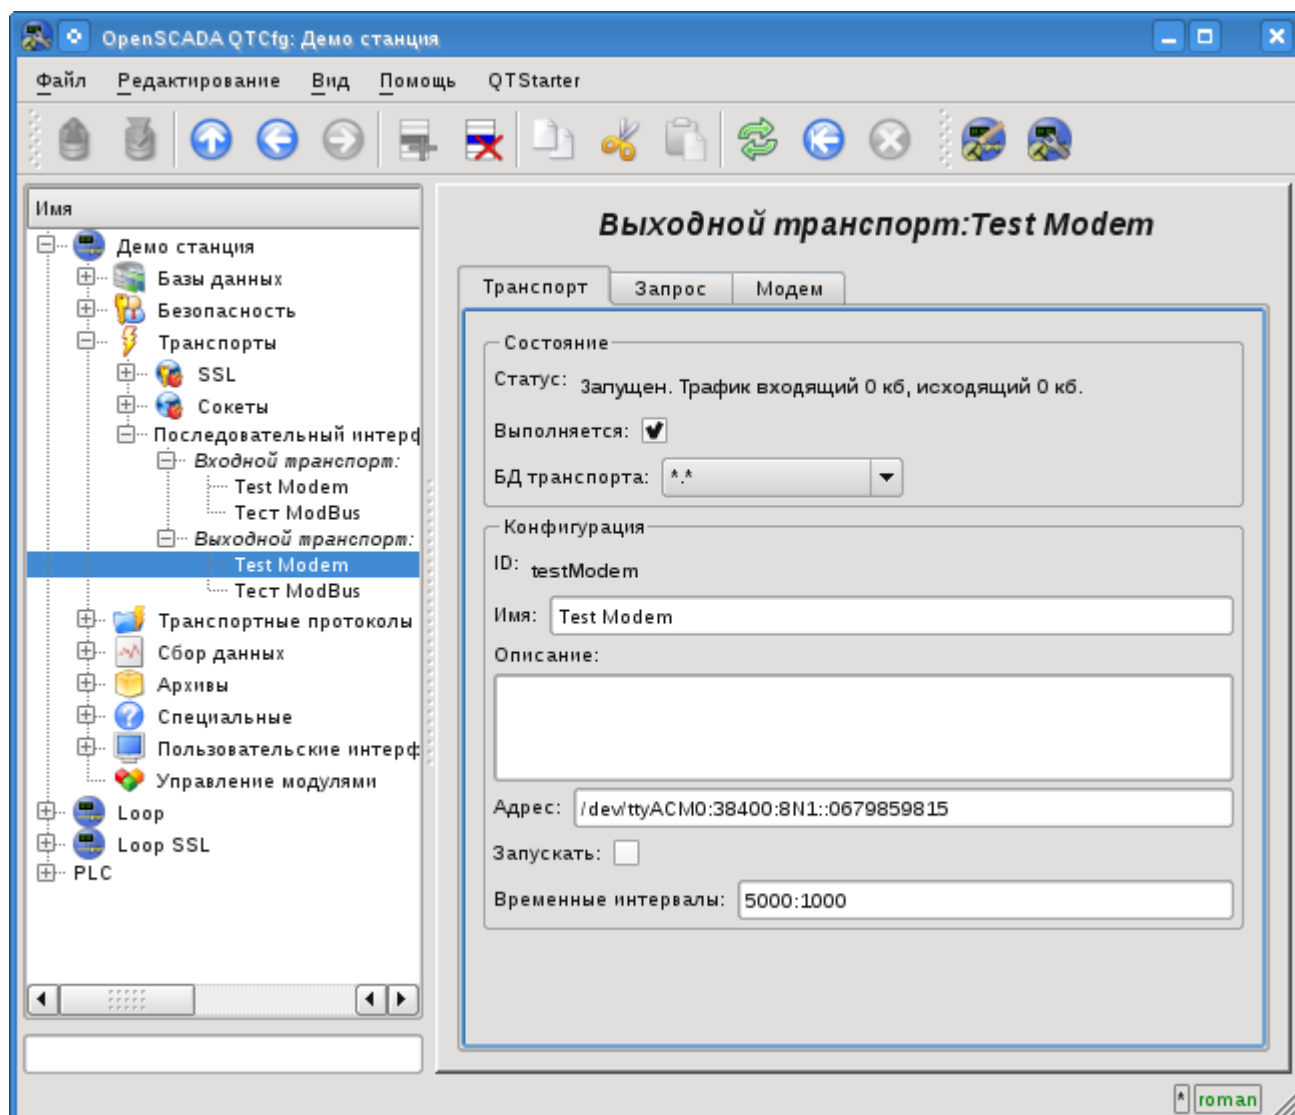 OpenSCADA QTCfg: Демо станция
Файл Редактирование Вид Помощь QTStarter
Имя
Демо станция
Базы данных
Безопасность
Транспорты
SSL
Сокеты
Последовательный интерф
Входной транспорт:
Test Modem
Тест ModBus
Выходной транспорт:
Test Modem
Тест ModBus
Транспортные протоколы
Сбор данных
Архивы
Специальные
Пользовательские интерф
Управление модулями
Loop
Loop SSL
PLC
Выходной транспорт:Test Modem
Транспорт Запрос Модем
Состояние
Статус: Запущен. Трафик входящий 0 кб, исходящий 0 кб.
Выполняется:
БД транспорта: *.*
Конфигурация
ID: testModem
Имя: Test Modem
Описание:
Адрес: /dev/ttyACM0:38400:8N1::0679859815
Запускать:
Временные интервалы: 5000:1000
* roman